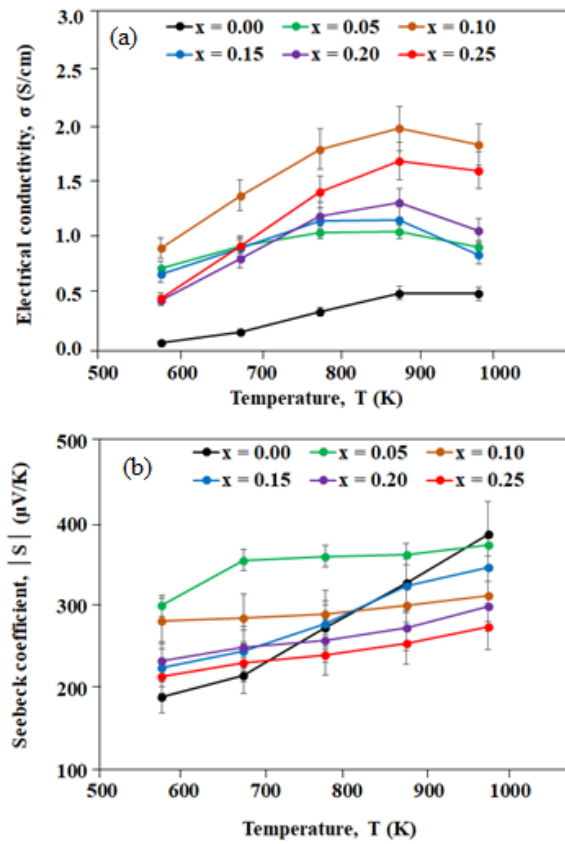 (a)
x = 0.00 x = 0.05 x = 0.10
x = 0.15 x = 0.20 x = 0.25
Electrical conductivity, σ (S/cm)
3.0
2.5
2.0
1.5
1.0
0.5
0.0
500 600 700 800 900 1000
Temperature, T (K)
(b)
x = 0.00 x = 0.05 x = 0.10
x = 0.15 x = 0.20 x = 0.25
Seebeck coefficient, | S | (µV/K)
500
400
300
200
100
500 600 700 800 900 1000
Temperature, T (K)